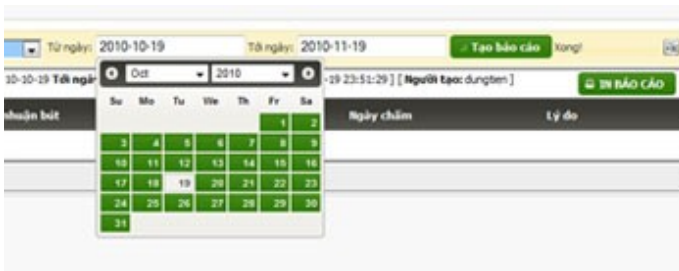 Từ ngày: 2010-10-19 Tới ngày: 2010-11-19 Tạo báo cáo Xong!
10-10-19 Tới ngày -19 23:51:29 ] [ Người tạo: dungtien ] IN BÁO CÁO
nhuận bút Ngày chấm Lý do
Oct 2010
Su Mo Tu We Th Fr Sa
1 2
3 4 5 6 7 8 9
10 11 12 13 14 15 16
17 18 19 20 21 22 23
24 25 26 27 28 29 30
31